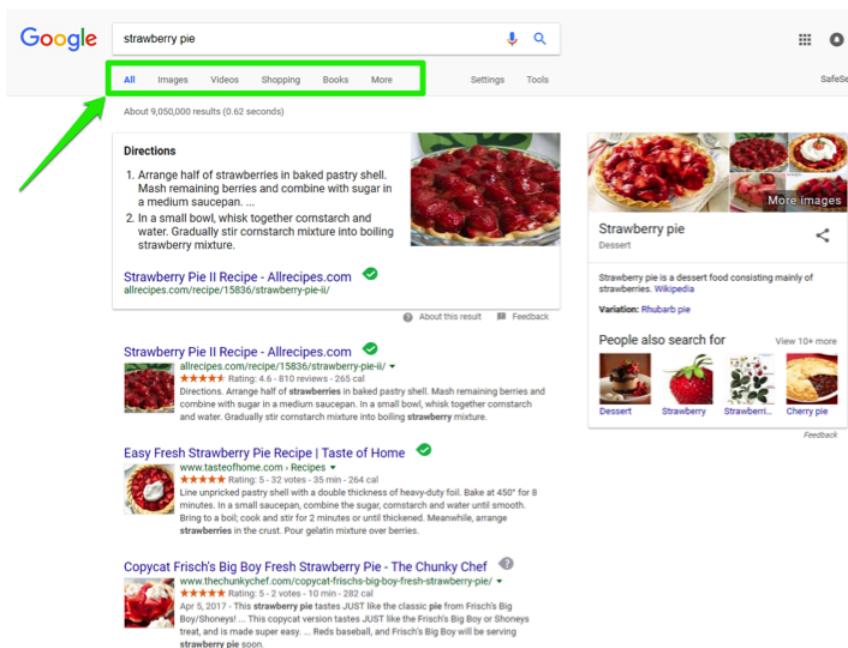 Google
strawberry pie
All Images Videos Shopping Books More Settings Tools
SafeSe
About 9,050,000 results (0.62 seconds)
Directions
1. Arrange half of strawberries in baked pastry shell.
Mash remaining berries and combine with sugar in
a medium saucepan. ...
2. In a small bowl, whisk together cornstarch and
water. Gradually stir cornstarch mixture into boiling
strawberry mixture.
Strawberry Pie II Recipe - Allrecipes.com
allrecipes.com/recipe/15836/strawberry-pie-ii/
About this result Feedback
Strawberry Pie II Recipe - Allrecipes.com
allrecipes.com/recipe/15836/strawberry-pie-ii/
Rating: 4.6 - 810 reviews - 265 cal
Directions. Arrange half of strawberries in baked pastry shell. Mash remaining berries and
combine with sugar in a medium saucepan. In a small bowl, whisk together cornstarch
and water. Gradually stir cornstarch mixture into boiling strawberry mixture.
Easy Fresh Strawberry Pie Recipe | Taste of Home
www.tasteofhome.com › Recipes
Rating: 5 - 32 votes - 35 min - 264 cal
Line unpricked pastry shell with a double thickness of heavy-duty foil. Bake at 450° for 8
minutes. In a small saucepan, combine the sugar, cornstarch and water until smooth.
Bring to a boil; cook and stir for 2 minutes or until thickened. Meanwhile, arrange
strawberries in the crust. Pour gelatin mixture over berries.
Copycat Frisch's Big Boy Fresh Strawberry Pie - The Chunky Chef
www.thechunkychef.com/copycat-frischs-big-boy-fresh-strawberry-pie/
Rating: 5 - 2 votes - 10 min - 282 cal
Apr 5, 2017 - This strawberry pie tastes JUST like the classic pie from Frisch's Big
Boy/Shoneys! ... This copycat version tastes JUST like the Frisch's Big Boy or Shoneys
treat, and is made super easy. ... Reds baseball, and Frisch's Big Boy will be serving
strawberry pie soon.
More images
Strawberry pie
Dessert
Strawberry pie is a dessert food consisting mainly of
strawberries. Wikipedia
Variation: Rhubarb pie
People also search for View 10+ more
Dessert Strawberry Strawberri... Cherry pie
Feedback